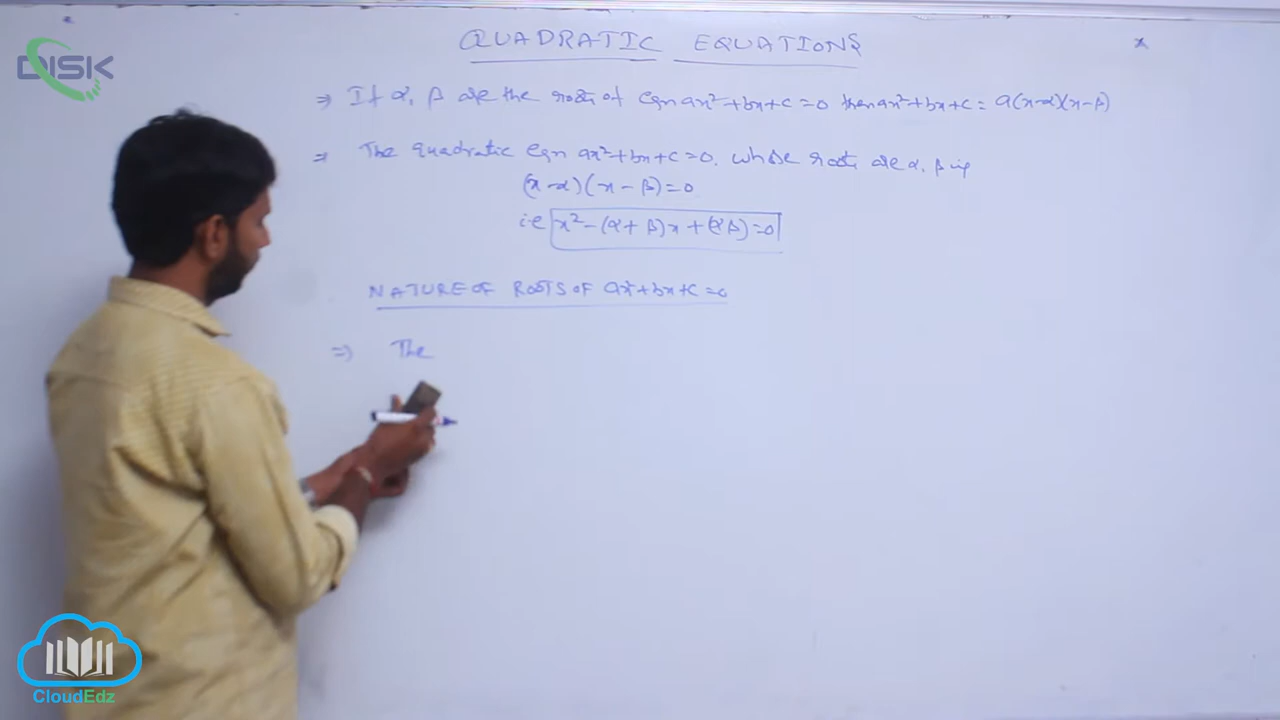 DISK
QUADRATIC EQUATIONS
⇒ If α, β are the roots of eqn ax²+bx+c=0 then ax²+bx+c = a(x-α)(x-β)
⇒ The quadratic eqn ax²+bx+c=0. whose roots are α, β is
(x-α)(x-β)=0
i.e x²-(α+β)x+(αβ)=0
NATURE OF ROOTS OF ax²+bx+c=0
⇒ The
CloudEdz